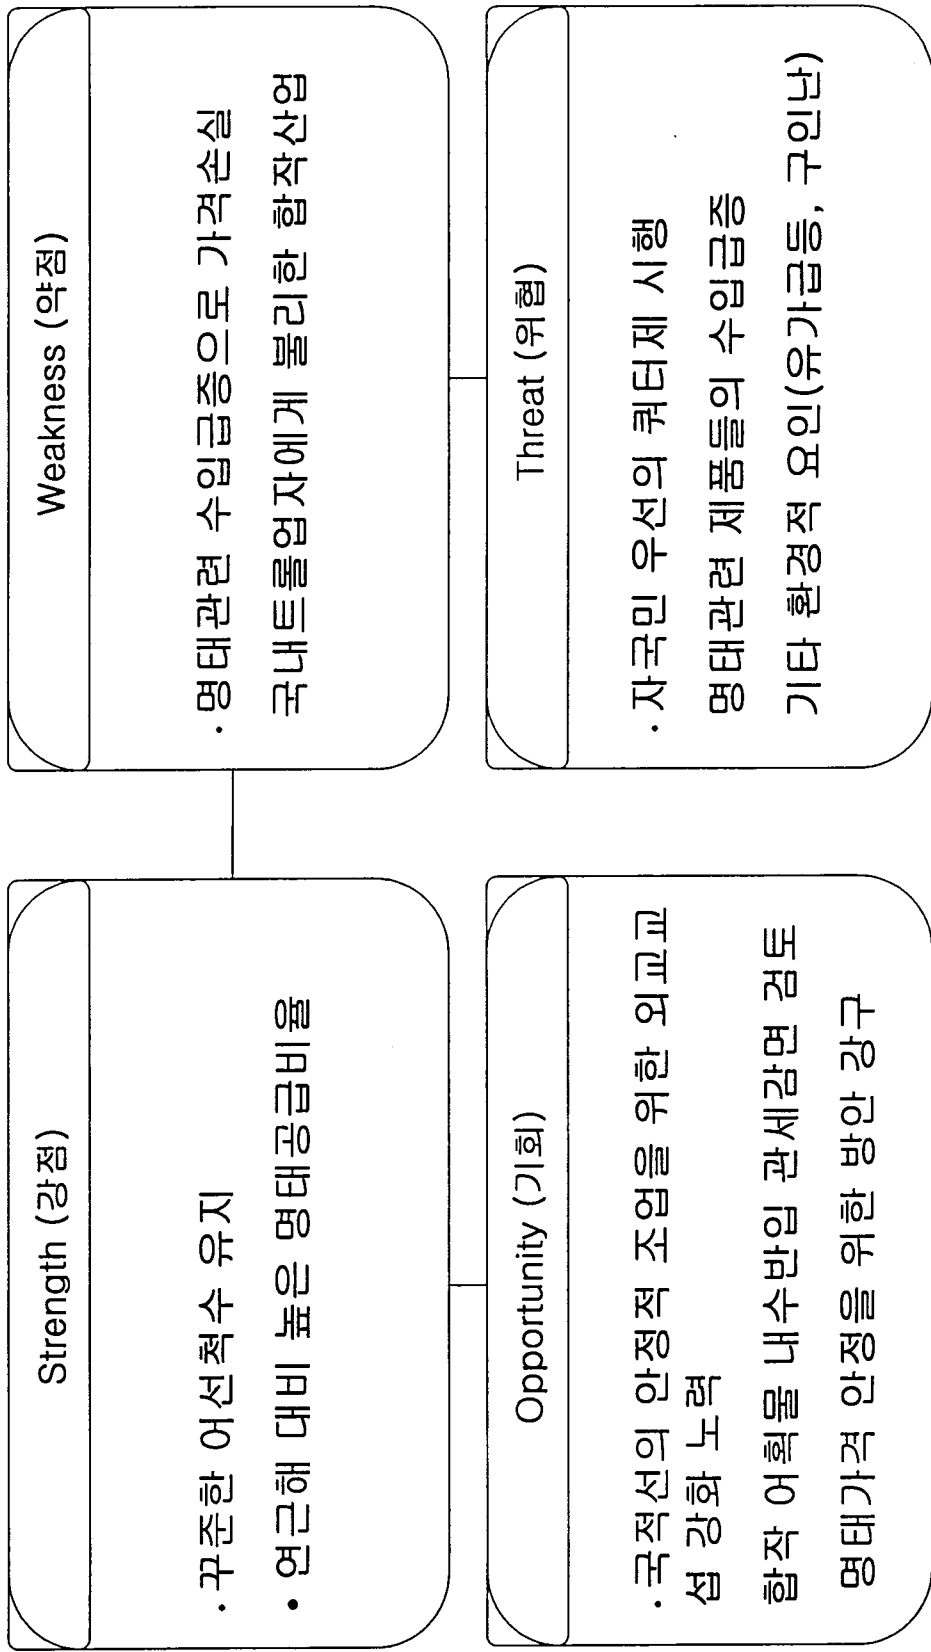 Strength (강점)
· 꾸준한 어선척수 유지
• 연근해 대비 높은 명태공급비율
Weakness (약점)
· 명태관련 수입급증으로 가격손실
국내트롤업자에게 불리한 합작산업
Opportunity (기회)
· 국적선의 안정적 조업을 위한 외교교
섭 강화 노력
합작 어획물 내수반입 관세감면 검토
명태가격 안정을 위한 방안 강구
Threat (위협)
· 자국민 우선의 쿼터제 시행
명태관련 제품들의 수입급증
기타 환경적 요인(유가급등, 구인난)